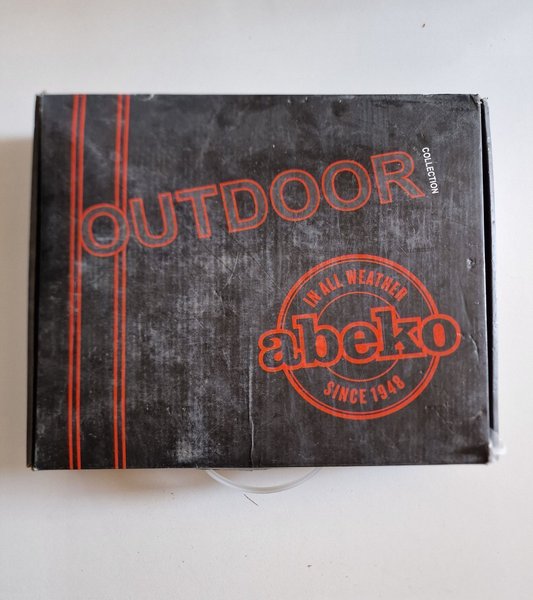 OUTDOOR
COLLECTION
IN ALL WEATHER
abeko
SINCE 1948